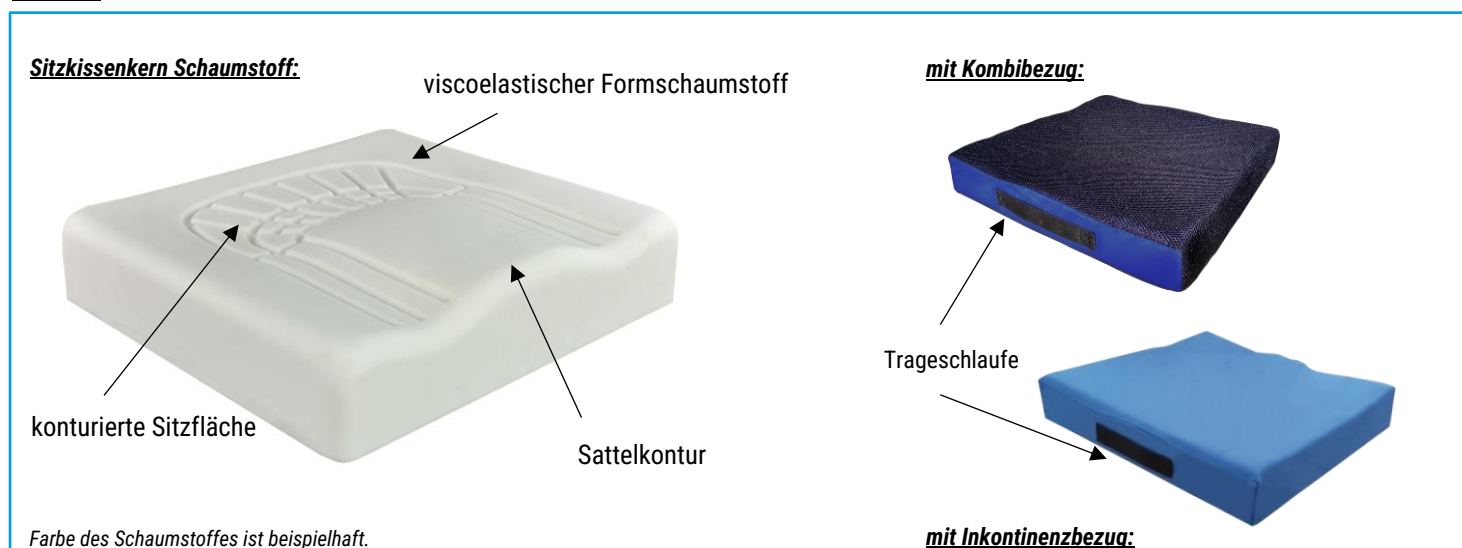 Sitzkissenkern Schaumstoff:
viscoelastischer Formschaumstoff
konturierte Sitzfläche
Sattelkontur
Farbe des Schaumstoffes ist beispielhaft.
mit Kombibezug:
Trageschlaufe
mit Inkontinenzbezug: